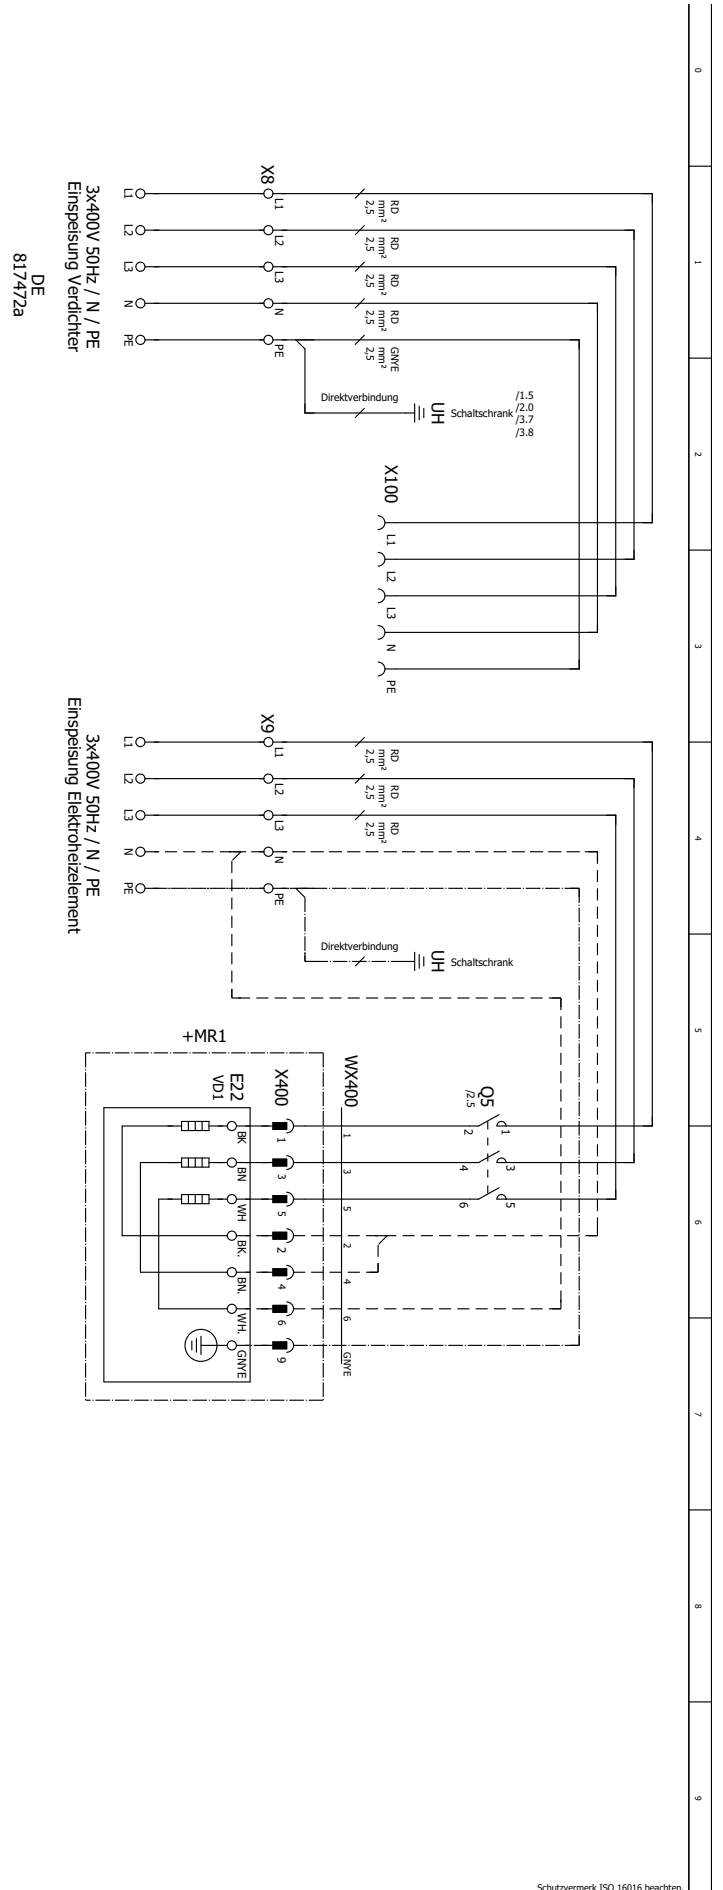 0
1
2
3
4
5
6
7
8
9
X8
L1
L2
L3
N
PE
L1
L2
L3
N
PE
RD
mm²
2,5
RD
mm²
2,5
RD
mm²
2,5
RD
mm²
2,5
GNYE
mm²
2,5
3x400V 50Hz / N / PE
Einspeisung Verdichter
DE
817472a
Direktverbindung
UH
Schaltschrank
/1.5
/2.0
/3.7
/3.8
X100
L1
L2
L3
N
PE
X9
L1
L2
L3
N
PE
L1
L2
L3
N
PE
RD
mm²
2,5
RD
mm²
2,5
RD
mm²
2,5
3x400V 50Hz / N / PE
Einspeisung Elektroheizelement
Direktverbindung
UH
Schaltschrank
Q5
/2.5
1
2
3
4
5
6
WX400
1
3
5
2
4
6
GNYE
+MR1
X400
1
3
5
2
4
6
9
E22
VD1
BK
BN
WH
BK.
BN.
WH.
GNYE
Schutzvermerk ISO 16016 beachten.